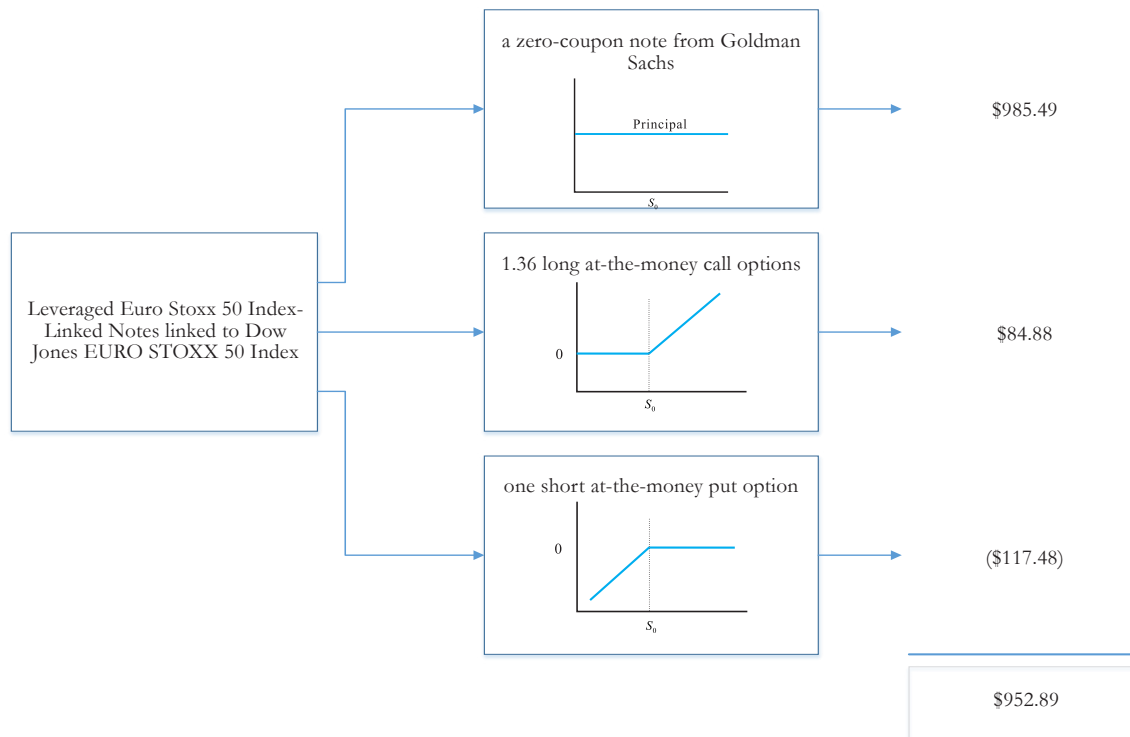 a zero-coupon note from Goldman
Sachs
Principal
S₀
$985.49
Leveraged Euro Stoxx 50 Index-
Linked Notes linked to Dow
Jones EURO STOXX 50 Index
1.36 long at-the-money call options
0
S₀
$84.88
one short at-the-money put option
0
S₀
($117.48)
$952.89